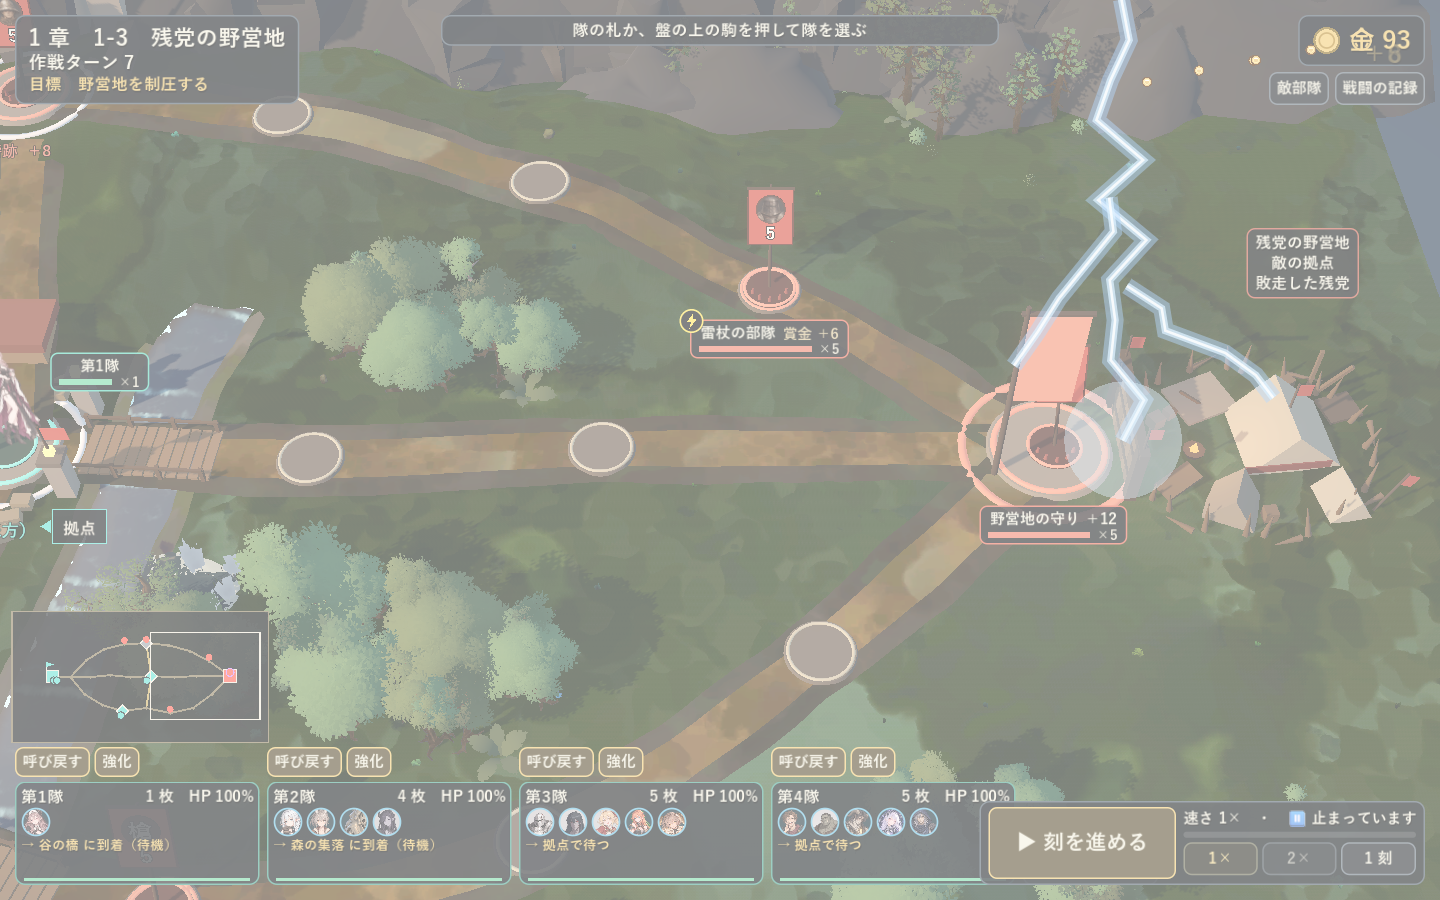 1 章　1-3　残党の野営地
作戦ターン 7
目標　野営地を制圧する
隊の札か、盤の上の駒を押して隊を選ぶ
金 93
+8
敵部隊
戦闘の記録
跡 +8
5
雷杖の部隊 賞金 +6
×5
残党の野営地
敵の拠点
敗走した残党
第1隊
×1
野営地の守り +12
×5
方）
拠点
呼び戻す
強化
呼び戻す
強化
呼び戻す
強化
呼び戻す
強化
第1隊 1 枚 HP 100%
→ 谷の橋 に到着（待機）
第2隊 4 枚 HP 100%
→ 森の集落 に到着（待機）
第3隊 5 枚 HP 100%
→ 拠点で待つ
第4隊 5 枚 HP 100%
→ 拠点で待つ
▶ 刻を進める
速さ 1× ・ ⏸ 止まっています
1×
2×
1 刻